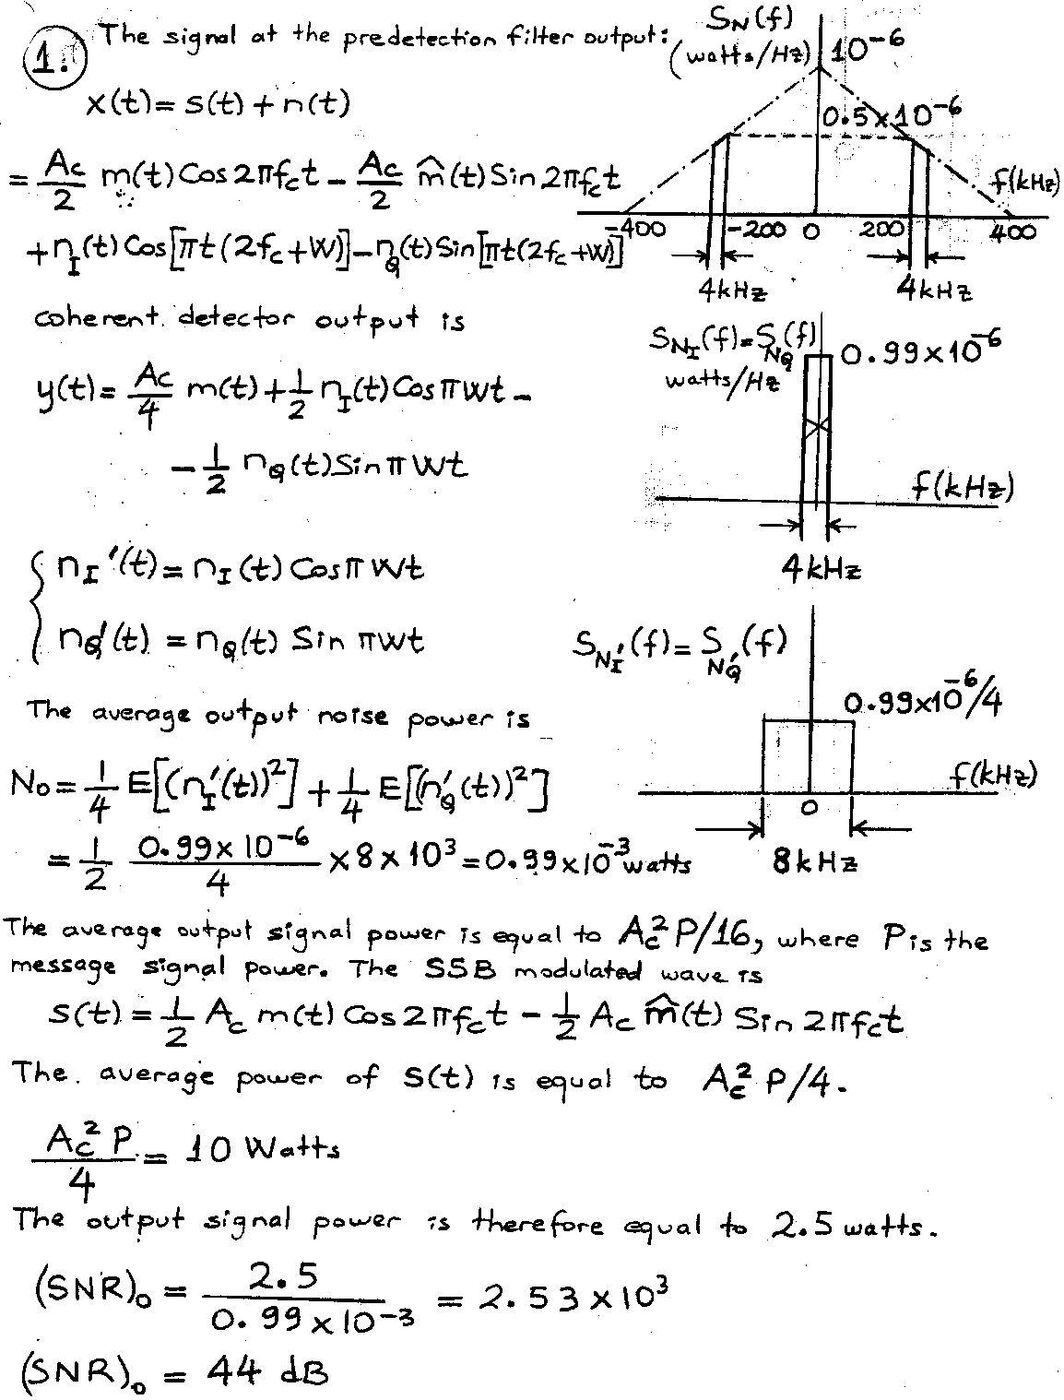 1. The signal at the predetection filter output:
x(t) = s(t) + n(t)
= Ac/2 m(t) Cos 2πfct - Ac/2 m̂(t) Sin 2πfct
+ nI(t) Cos[πt(2fc+W)] - nQ(t) Sin[πt(2fc+W)]
coherent detector output is
y(t) = Ac/4 m(t) + 1/2 nI(t) Cos πWt -
- 1/2 nQ(t) Sin πWt
nI'(t) = nI(t) Cos πWt
nQ'(t) = nQ(t) Sin πWt
The average output noise power is
No = 1/4 E[(nI'(t))²] + 1/4 E[(nQ'(t))²]
= 1/2 0.99×10⁻⁶/4 × 8 × 10³ = 0.99×10⁻³ watts
SN(f)
(watts/Hz)
10⁻⁶
0.5×10⁻⁶
f(kHz)
-400 -200 0 200 400
4kHz 4kHz
SNI(f) = SNQ(f)
watts/Hz
0.99×10⁻⁶
f(kHz)
4kHz
SNI'(f) = SNQ'(f)
0.99×10⁻⁶/4
f(kHz)
0
8kHz
The average output signal power is equal to Ac²P/16, where P is the
message signal power. The SSB modulated wave is
s(t) = 1/2 Ac m(t) Cos 2πfct - 1/2 Ac m̂(t) Sin 2πfct
The average power of s(t) is equal to Ac²P/4.
Ac²P/4 = 10 Watts
The output signal power is therefore equal to 2.5 watts.
(SNR)o = 2.5/0.99×10⁻³ = 2.53×10³
(SNR)o = 44 dB